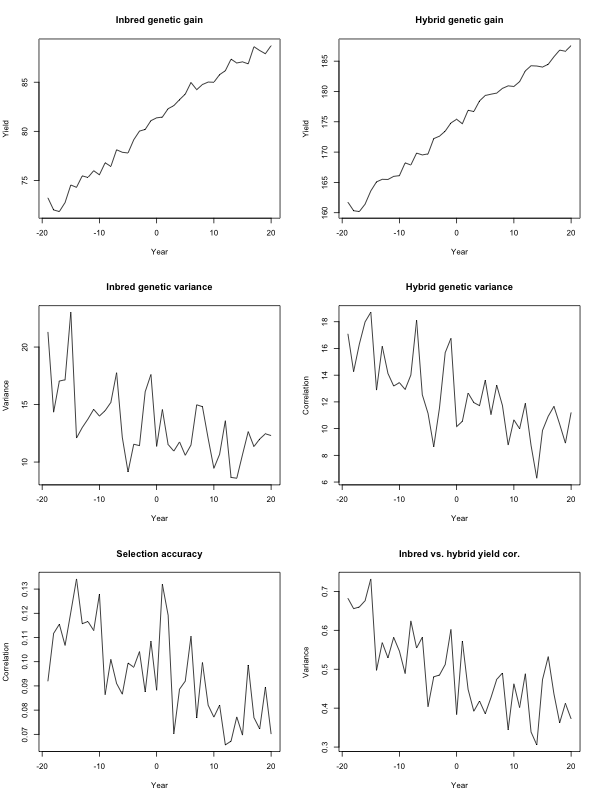 Inbred genetic gain
Yield
85
80
75
-20 -10 0 10 20
Year
Hybrid genetic gain
Yield
185
180
175
170
165
160
-20 -10 0 10 20
Year
Inbred genetic variance
Variance
20
15
10
-20 -10 0 10 20
Year
Hybrid genetic variance
Correlation
18
16
14
12
10
8
6
-20 -10 0 10 20
Year
Selection accuracy
Correlation
0.13
0.12
0.11
0.10
0.09
0.08
0.07
-20 -10 0 10 20
Year
Inbred vs. hybrid yield cor.
Variance
0.7
0.6
0.5
0.4
0.3
-20 -10 0 10 20
Year